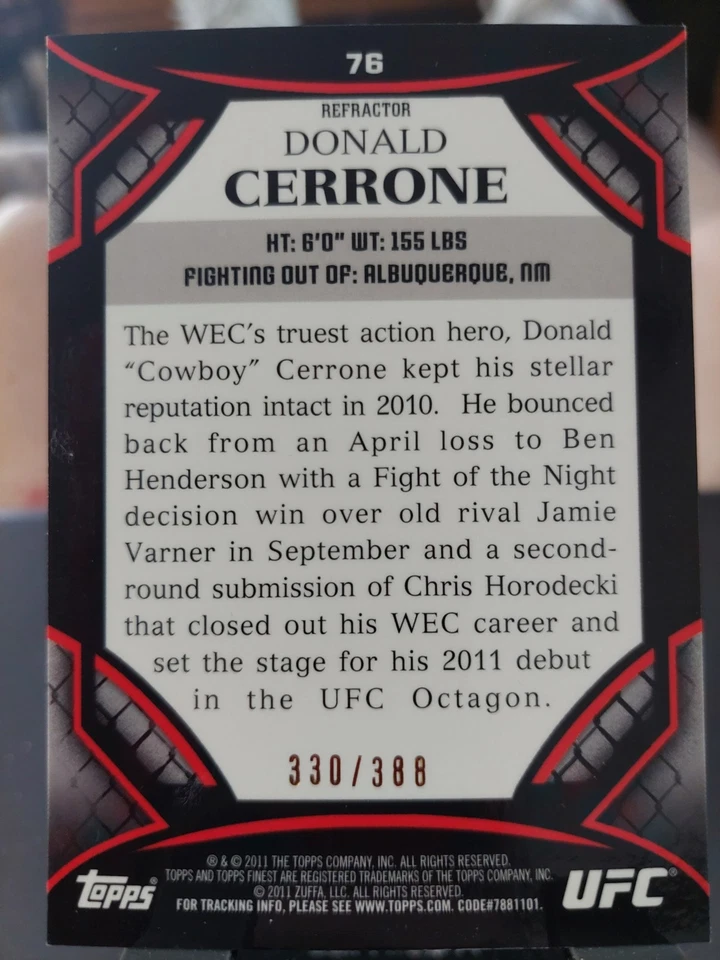 76
REFRACTOR
DONALD
CERRONE
HT: 6'0" WT: 155 LBS
FIGHTING OUT OF: ALBUQUERQUE, NM
The WEC's truest action hero, Donald
"Cowboy" Cerrone kept his stellar
reputation intact in 2010. He bounced
back from an April loss to Ben
Henderson with a Fight of the Night
decision win over old rival Jamie
Varner in September and a second-
round submission of Chris Horodecki
that closed out his WEC career and
set the stage for his 2011 debut
in the UFC Octagon.
330/388
® & © 2011 THE TOPPS COMPANY, INC. ALL RIGHTS RESERVED.
TOPPS AND TOPPS FINEST ARE REGISTERED TRADEMARKS OF THE TOPPS COMPANY, INC.
© 2011 ZUFFA, LLC. ALL RIGHTS RESERVED.
FOR TRACKING INFO, PLEASE SEE WWW.TOPPS.COM. CODE#7881101.
Topps®
UFC®